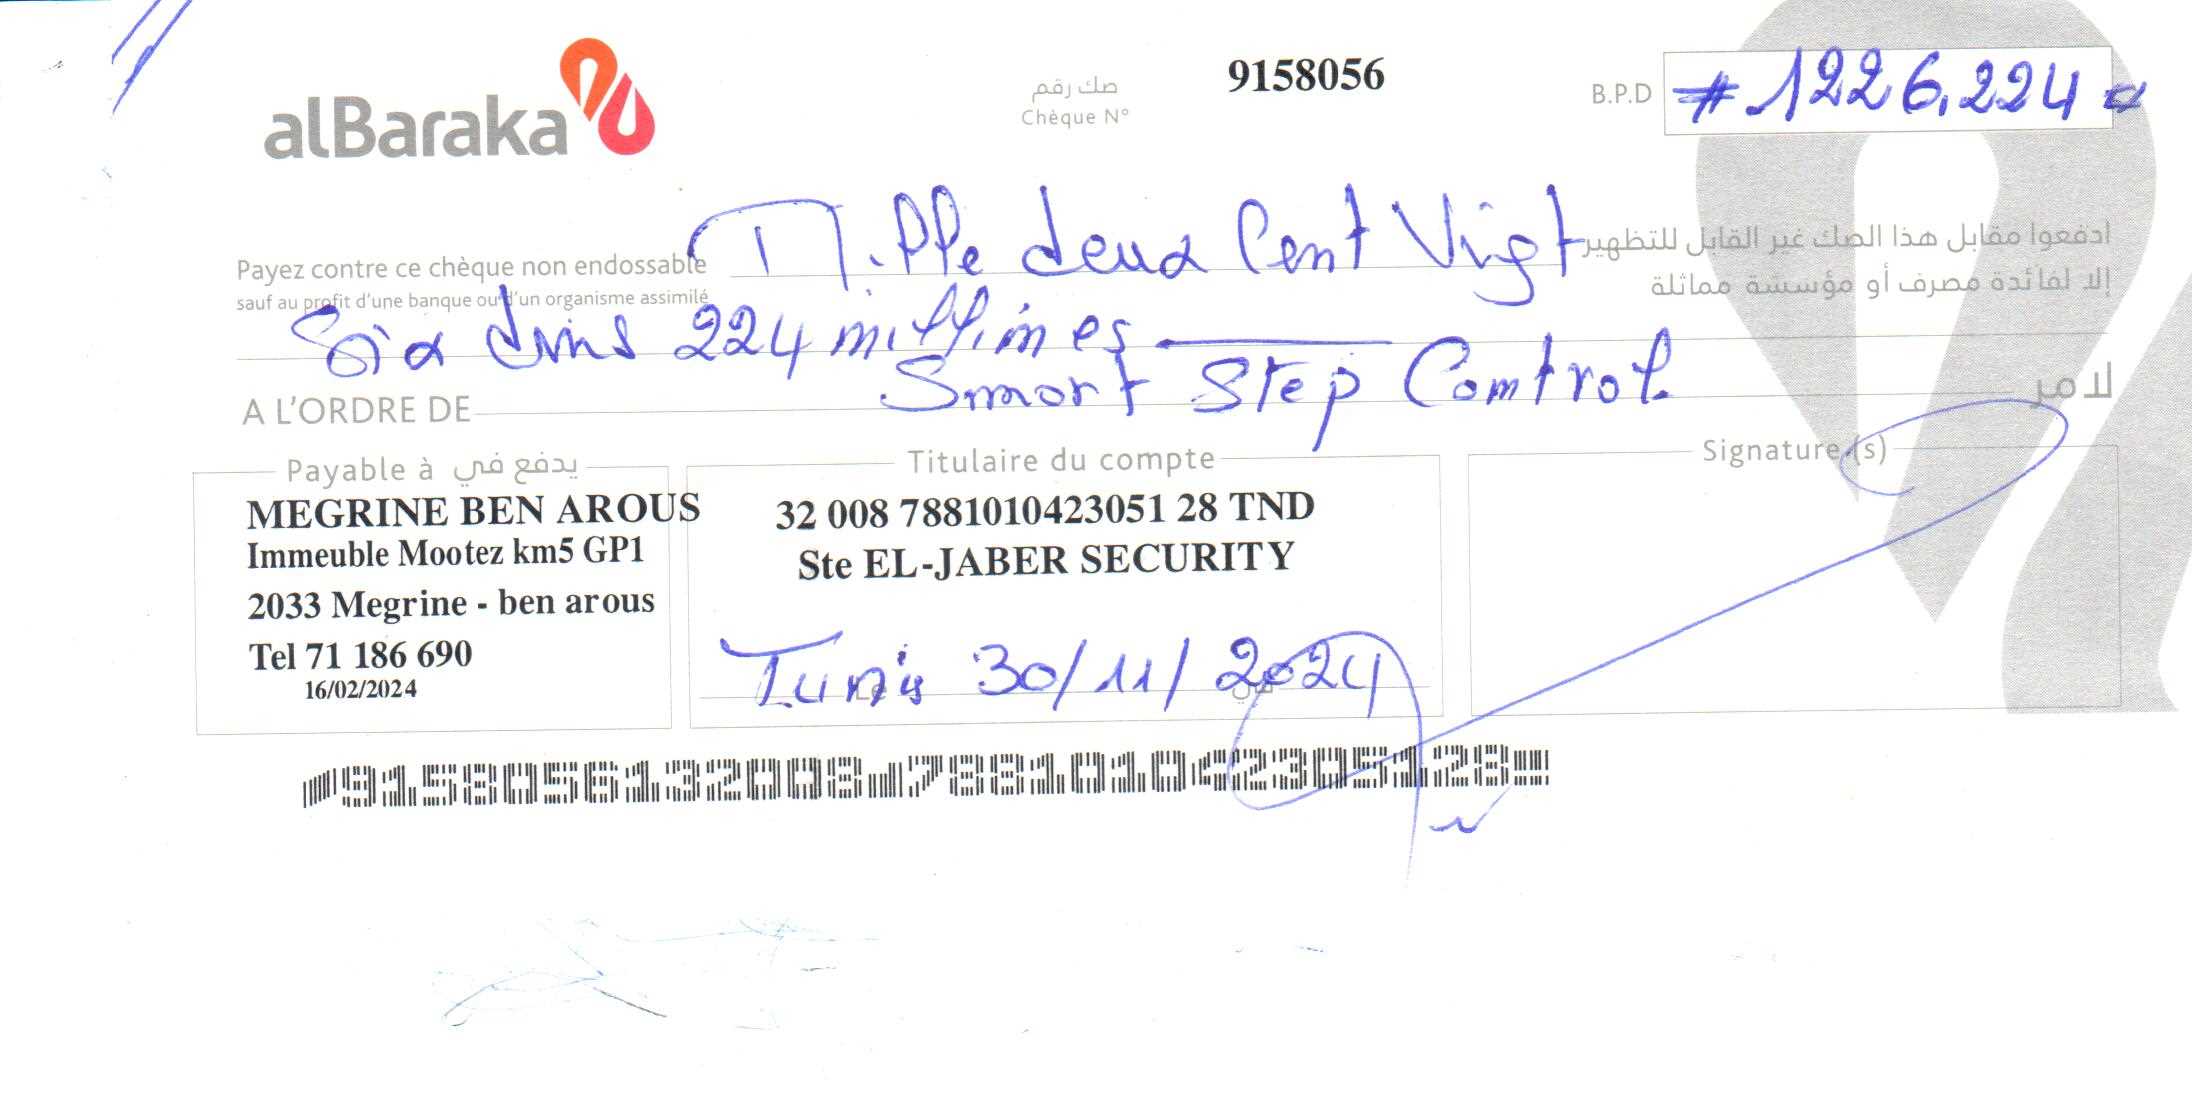 alBaraka
صك رقم
Chèque N° 9158056
B.P.D # 1226,224 #
Payez contre ce chèque non endossable Mille deux Cent Vigt ادفعوا مقابل هذا الصك غير القابل للتظهير
sauf au profit d'une banque ou d'un organisme assimilé إلا لفائدة مصرف أو مؤسسة مماثلة
Six dins 224 millimes
A L'ORDRE DE Smart Step Control لامر
Payable à يدفع في
MEGRINE BEN AROUS
Immeuble Mootez km5 GP1
2033 Megrine - ben arous
Tel 71 186 690
16/02/2024
Titulaire du compte
32 008 7881010423051 28 TND
Ste EL-JABER SECURITY
Tunis Le 30/11/2024 في
Signature (s)
9158056132008 788101042305128